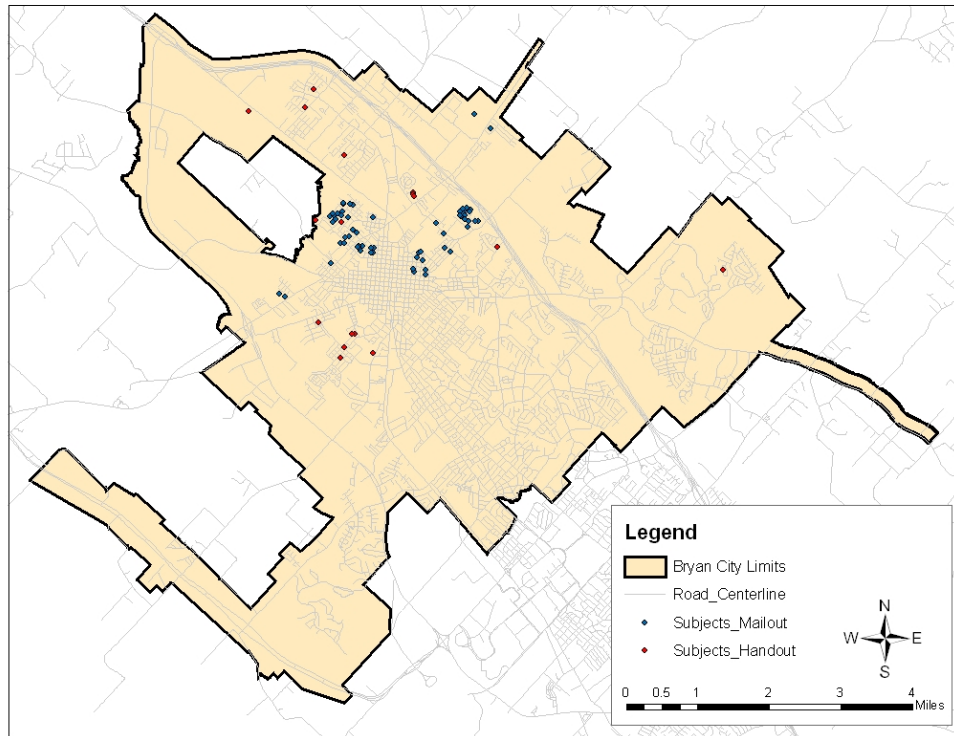 Legend
Bryan City Limits
Road_Centerline
Subjects_Mailout
Subjects_Handout
N
W E
S
0 0.5 1 2 3 4
Miles